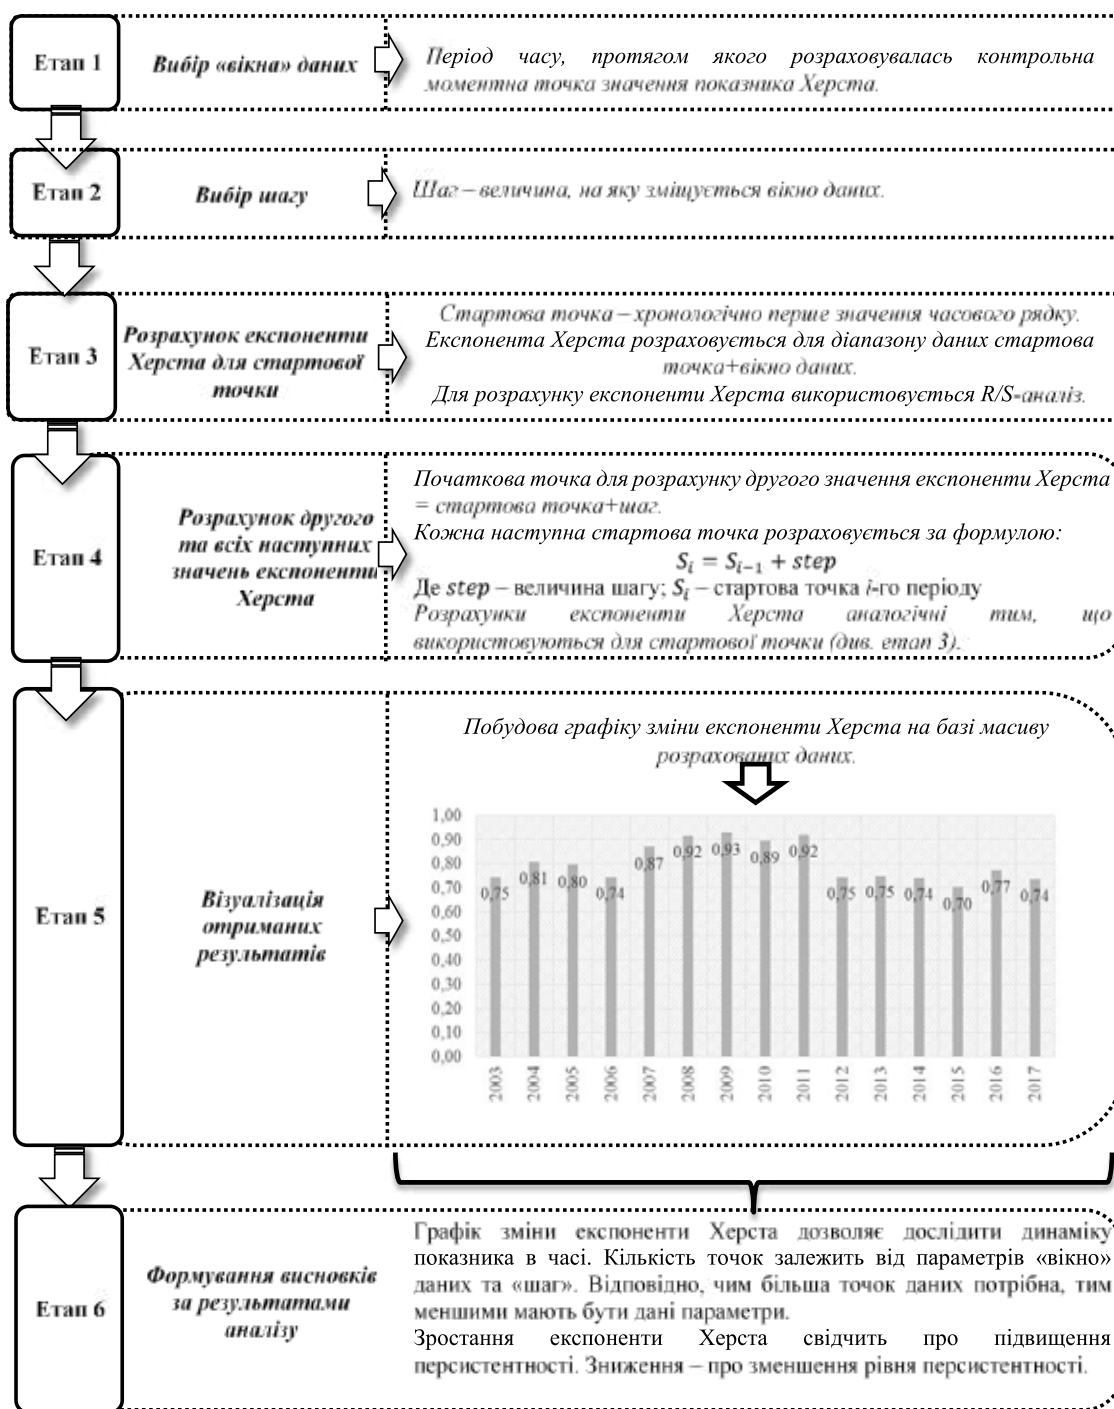 Етап 1
Вибір «вікна» даних
Період часу, протягом якого розраховувалась контрольна
моментна точка значення показника Херста.
Етап 2
Вибір шагу
Шаг – величина, на яку зміщується вікно даних.
Етап 3
Розрахунок експоненти
Херста для стартової
точки
Стартова точка – хронологічно перше значення часового рядку.
Експонента Херста розраховується для діапазону даних стартова
точка+вікно даних.
Для розрахунку експоненти Херста використовується R/S-аналіз.
Етап 4
Розрахунок другого
та всіх наступних
значень експоненти
Херста
Початкова точка для розрахунку другого значення експоненти Херста
= стартова точка+шаг.
Кожна наступна стартова точка розраховується за формулою:
S_i = S_{i-1} + step
Де step – величина шагу; S_i – стартова точка i-го періоду
Розрахунки експоненти Херста аналогічні тим, що
використовуються для стартової точки (див. етап 3).
Етап 5
Візуалізація
отриманих
результатів
Побудова графіку зміни експоненти Херста на базі масиву
розрахованих даних.
1,00
0,90
0,80
0,70
0,60
0,50
0,40
0,30
0,20
0,10
0,00
0,75
0,81
0,80
0,74
0,87
0,92
0,93
0,89
0,92
0,75
0,75
0,74
0,70
0,77
0,74
2003
2004
2005
2006
2007
2008
2009
2010
2011
2012
2013
2014
2015
2016
2017
Етап 6
Формування висновків
за результатами
аналізу
Графік зміни експоненти Херста дозволяє дослідити динаміку
показника в часі. Кількість точок залежить від параметрів «вікно»
даних та «шаг». Відповідно, чим більша точок даних потрібна, тим
меншими мають бути дані параметри.
Зростання експоненти Херста свідчить про підвищення
персистентності. Зниження – про зменшення рівня персистентності.